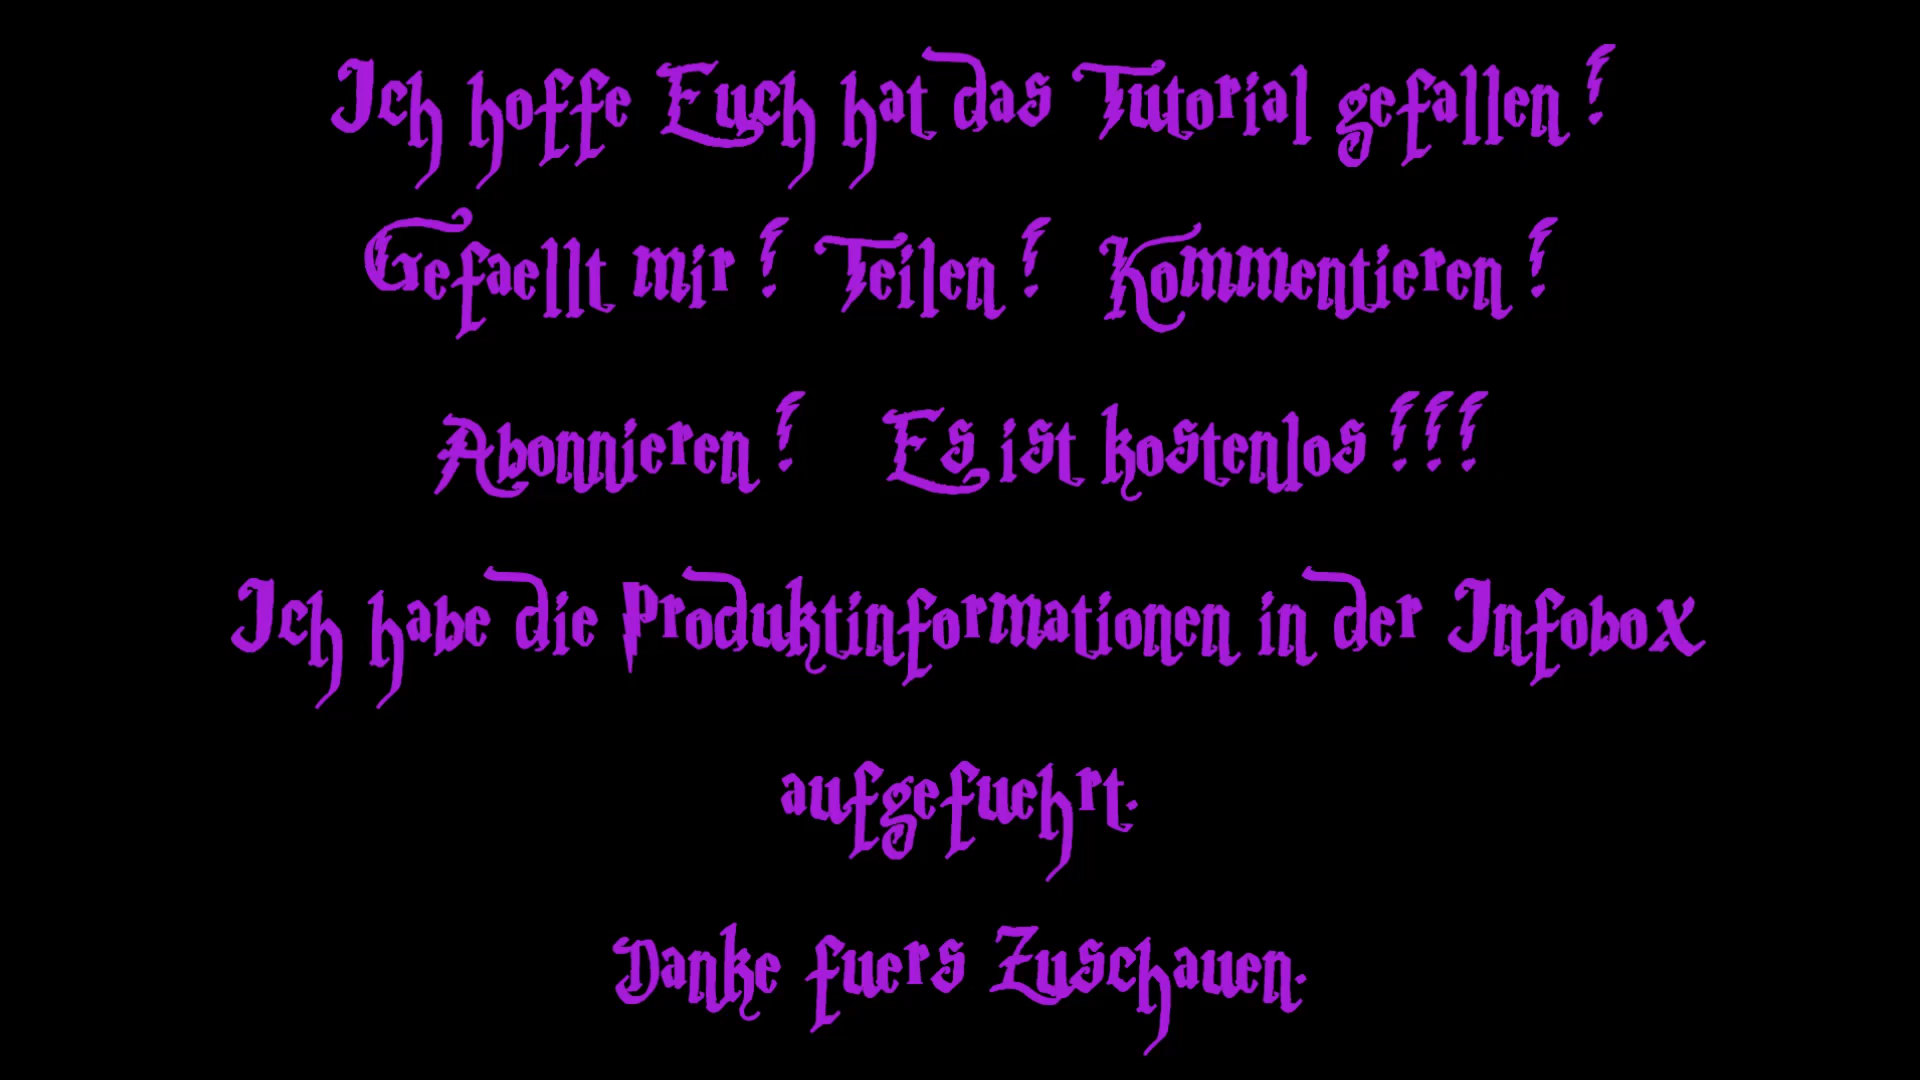 Ich hoffe Euch hat das Tutorial gefallen !
Gefaellt mir ! Teilen ! Kommentieren !
Abonnieren ! Es ist kostenlos !!!
Ich habe die Produktinformationen in der Infobox
aufgefuehrt.
Danke fuers Zuschauen.